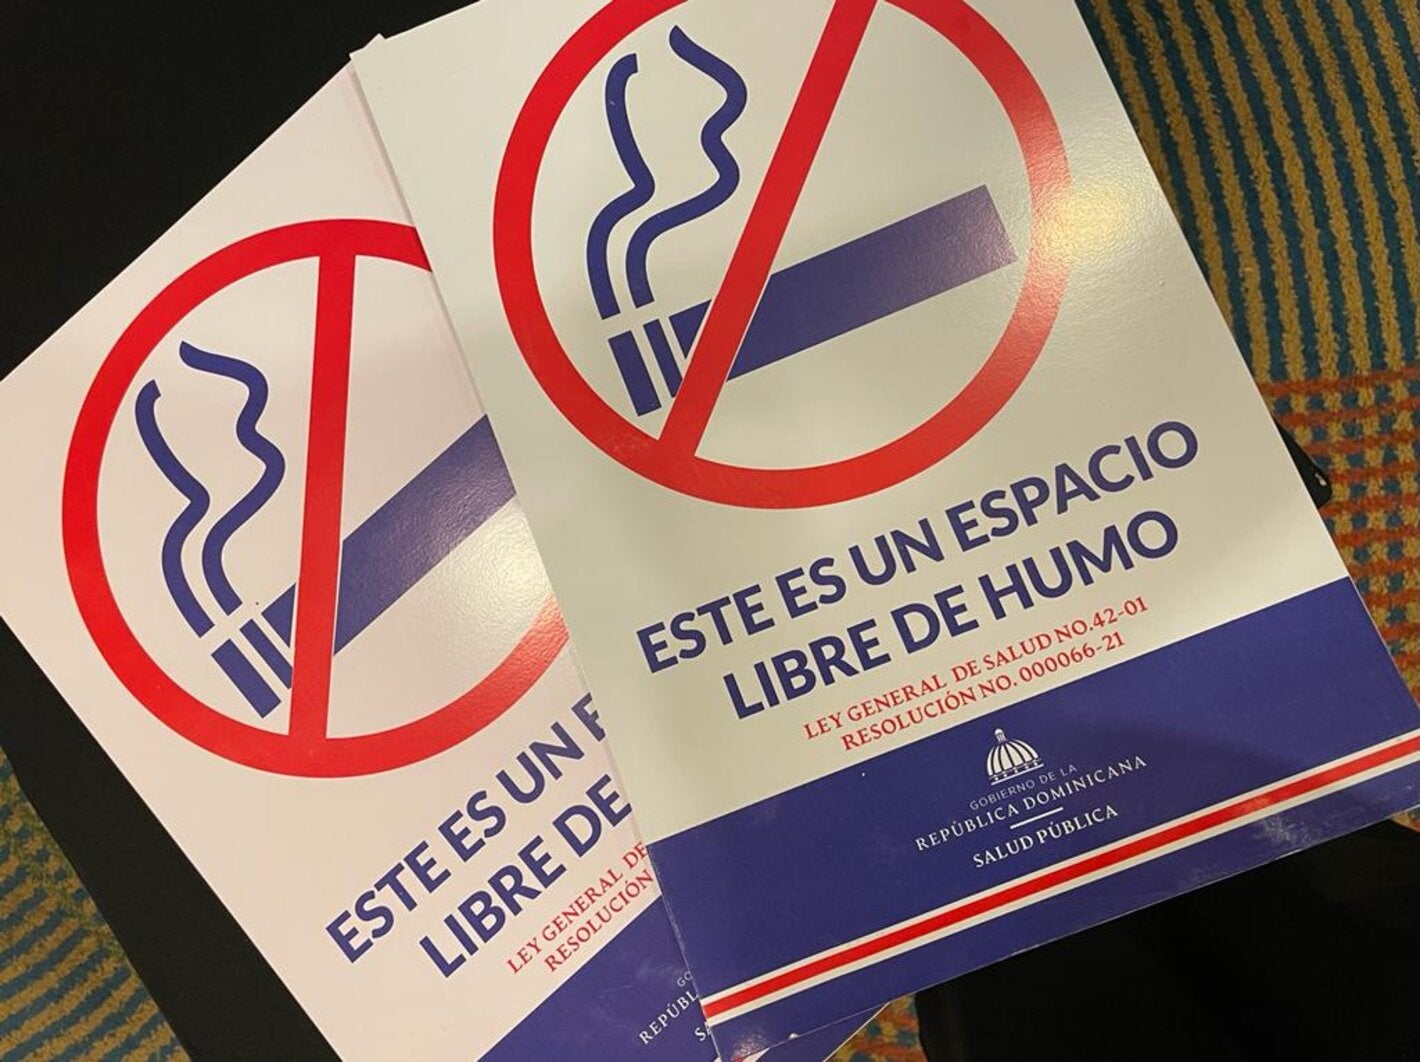 ESTE ES UN ESPACIO
LIBRE DE HUMO
LEY GENERAL DE SALUD NO.42-01
RESOLUCIÓN NO. 000066-21
GOBIERNO DE LA
REPÚBLICA DOMINICANA
SALUD PÚBLICA
ESTE ES UN
LIBRE DE
LEY GENERAL DE
RESOLUCIÓN